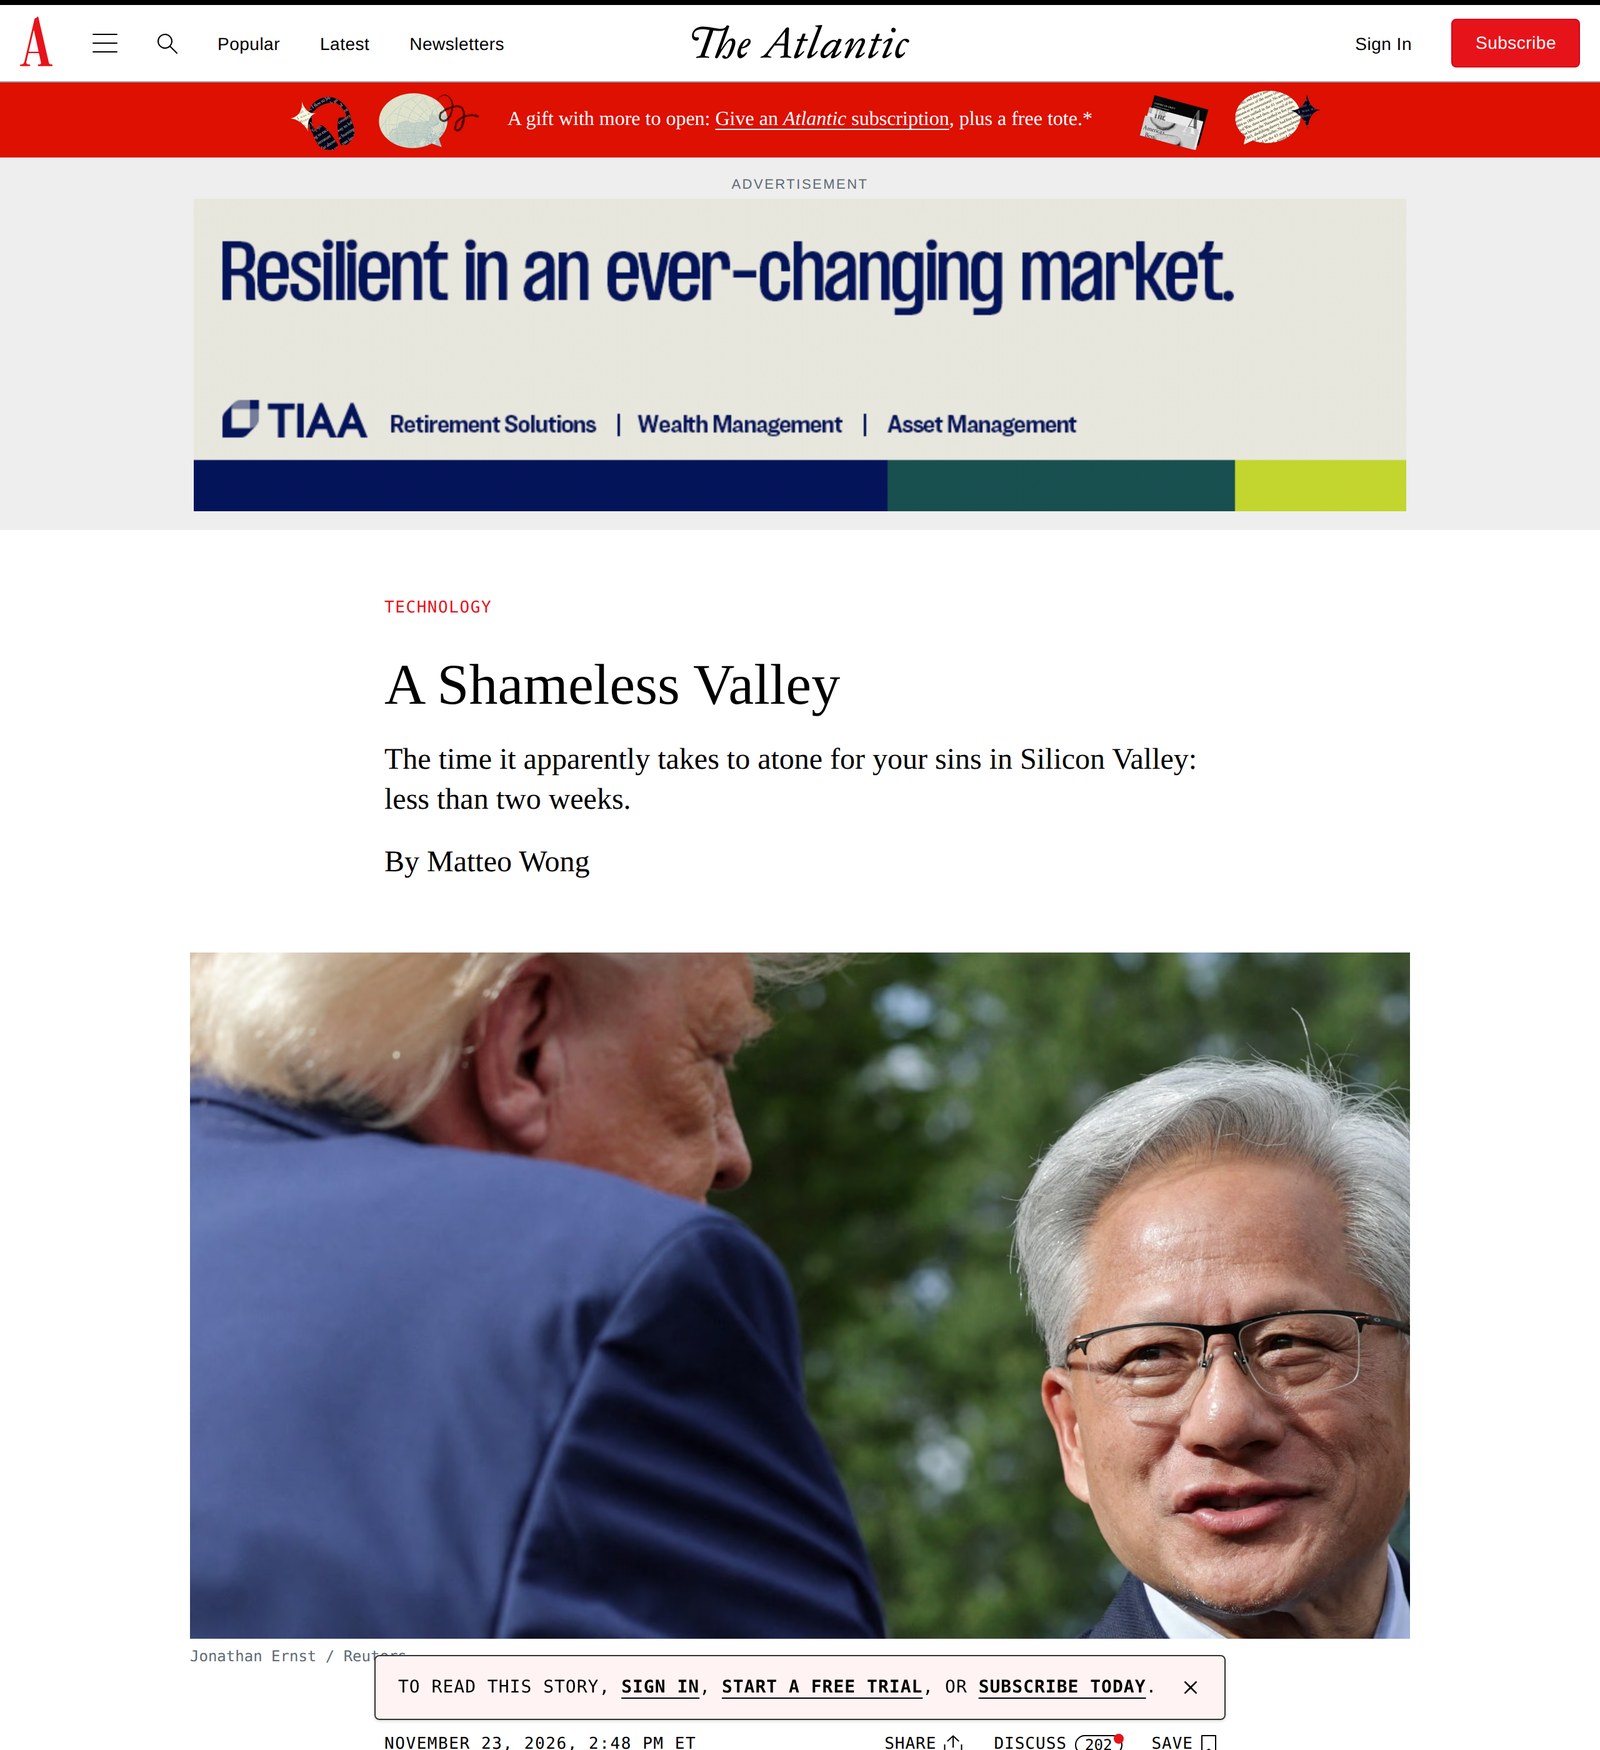 A
Popular
Latest
Newsletters
The Atlantic
Sign In
Subscribe
A gift with more to open: Give an Atlantic subscription, plus a free tote.*
ADVERTISEMENT
Resilient in an ever-changing market.
TIAA
Retirement Solutions | Wealth Management | Asset Management
TECHNOLOGY
A Shameless Valley
The time it apparently takes to atone for your sins in Silicon Valley:
less than two weeks.
By Matteo Wong
Jonathan Ernst / Reuters
TO READ THIS STORY, SIGN IN, START A FREE TRIAL, OR SUBSCRIBE TODAY.
NOVEMBER 23, 2026, 2:48 PM ET
SHARE
DISCUSS 202
SAVE